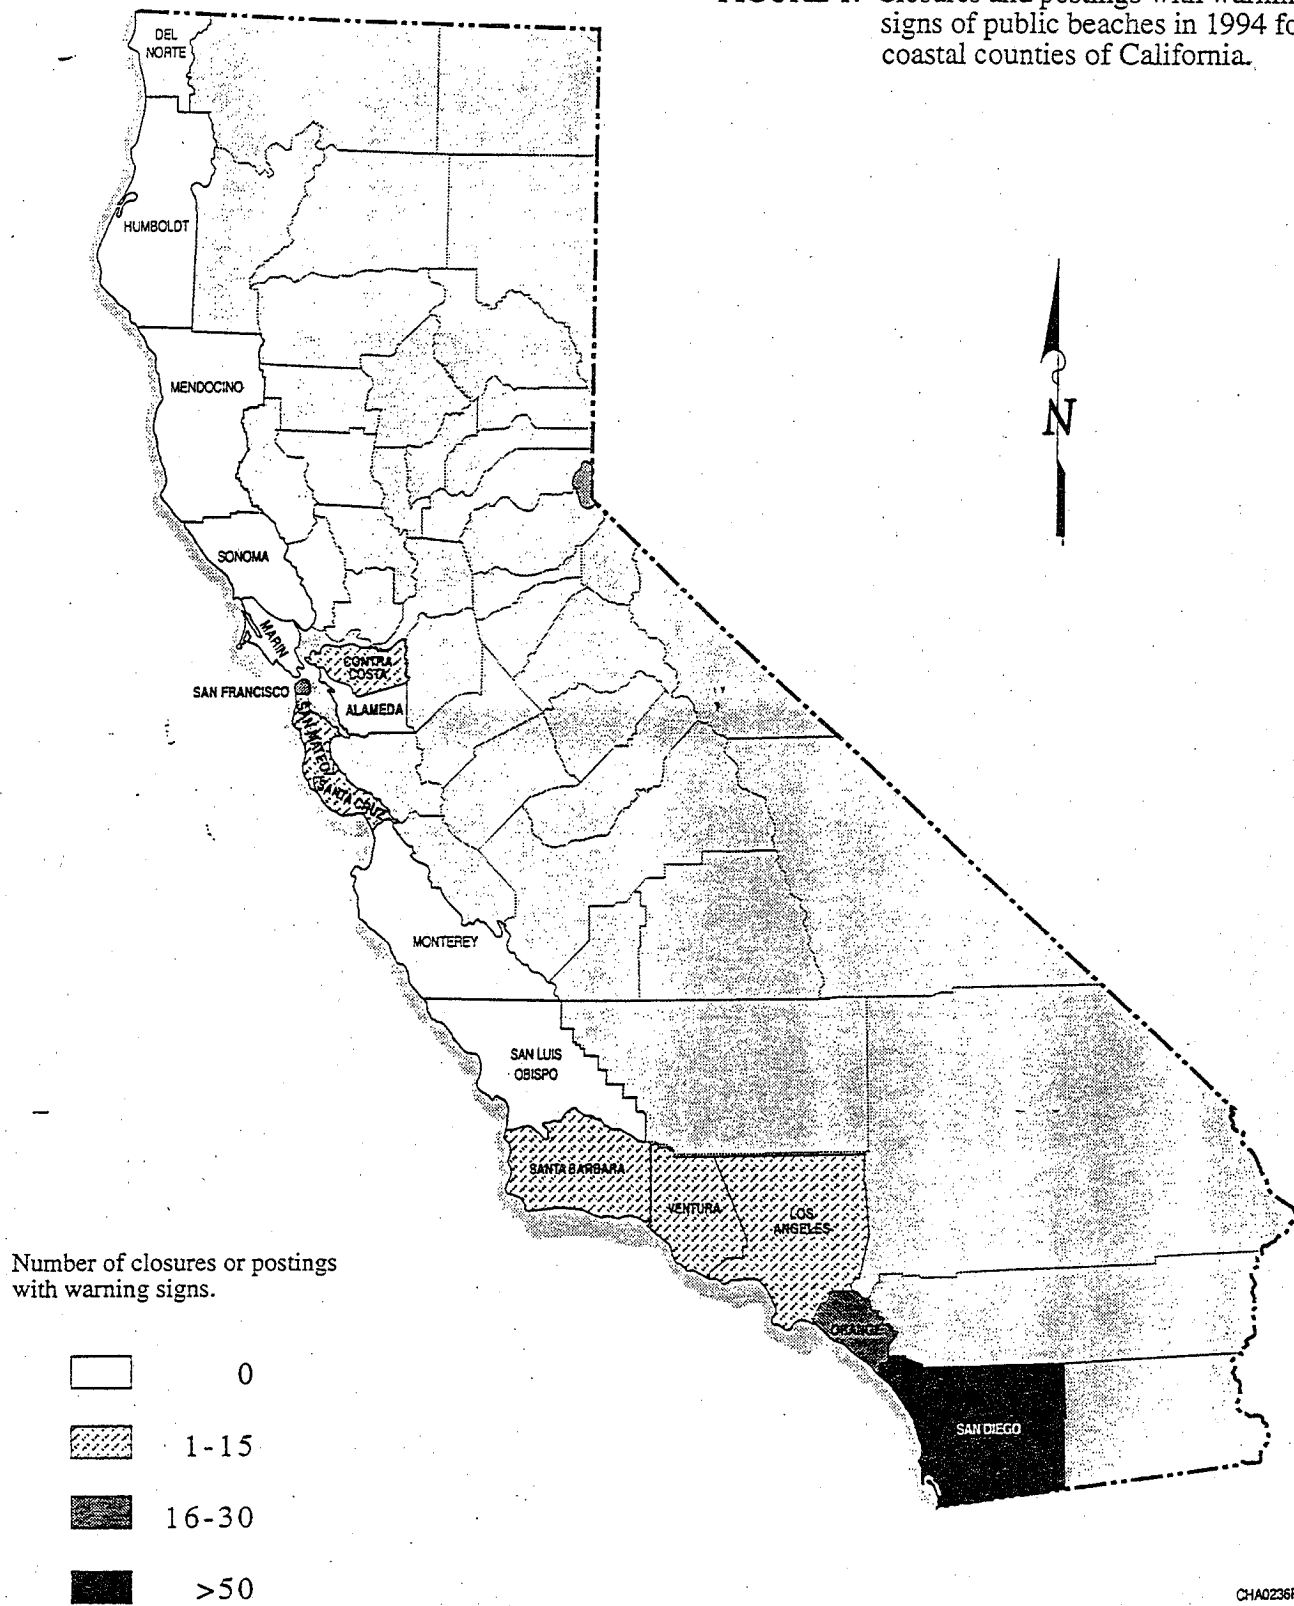 signs of public beaches in 1994
coastal counties of California.
DEL
NORTE
HUMBOLDT
N
MENDOCINO
SONOMA
MARIN
CONTRA
COSTA
SAN FRANCISCO
ALAMEDA
SAN MATEO
SANTA CRUZ
MONTEREY
SAN LUIS
OBISPO
SANTA BARBARA
VENTURA
LOS
ANGELES
Number of closures or postings
with warning signs.
ORANGE
0
SAN DIEGO
1-15
16-30
>50